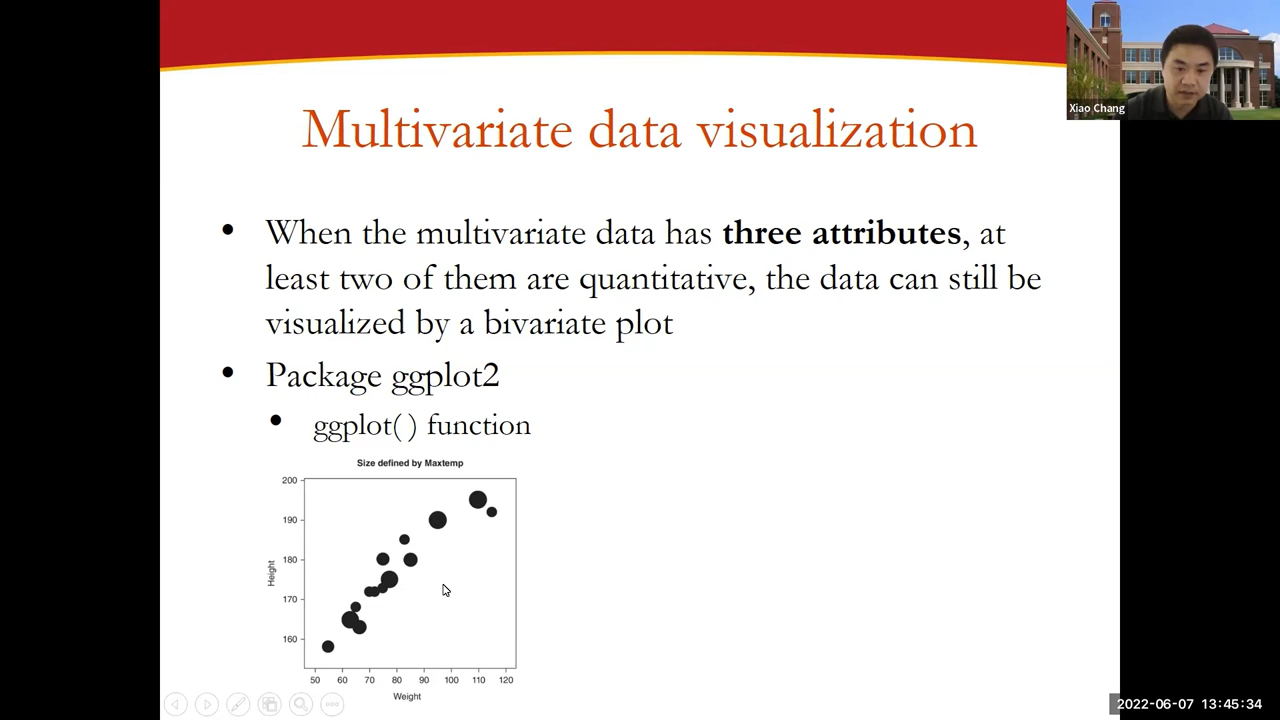 Xiao Chang
Multivariate data visualization
• When the multivariate data has three attributes, at
least two of them are quantitative, the data can still be
visualized by a bivariate plot
• Package ggplot2
• ggplot( ) function
Size defined by Maxtemp
200
190
180
170
160
Height
50 60 70 80 90 100 110 120
Weight
2022-06-07 13:45:34